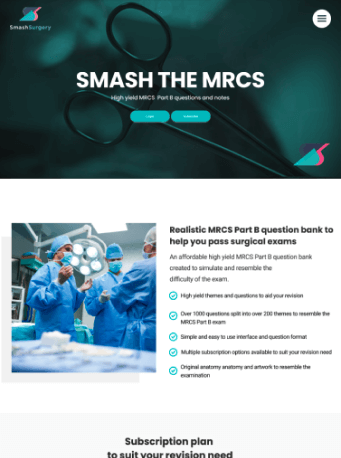 SmashSurgery
SMASH THE MRCS
High yield MRCS Part B questions and notes
Realistic MRCS Part B question bank to
help you pass surgical exams
An affordable high yield MRCS Part B question bank
created to simulate and resemble the
difficulty of the exam.
High yield themes and questions to aid your revision
Over 1000 questions split into over 200 themes to resemble the
MRCS Part B exam
Simple and easy to use interface and question format
Multiple subscription options available to suit your revision need
Original anatomy anatomy and artwork to resemble the
examination
Subscription plan
to suit your revision need